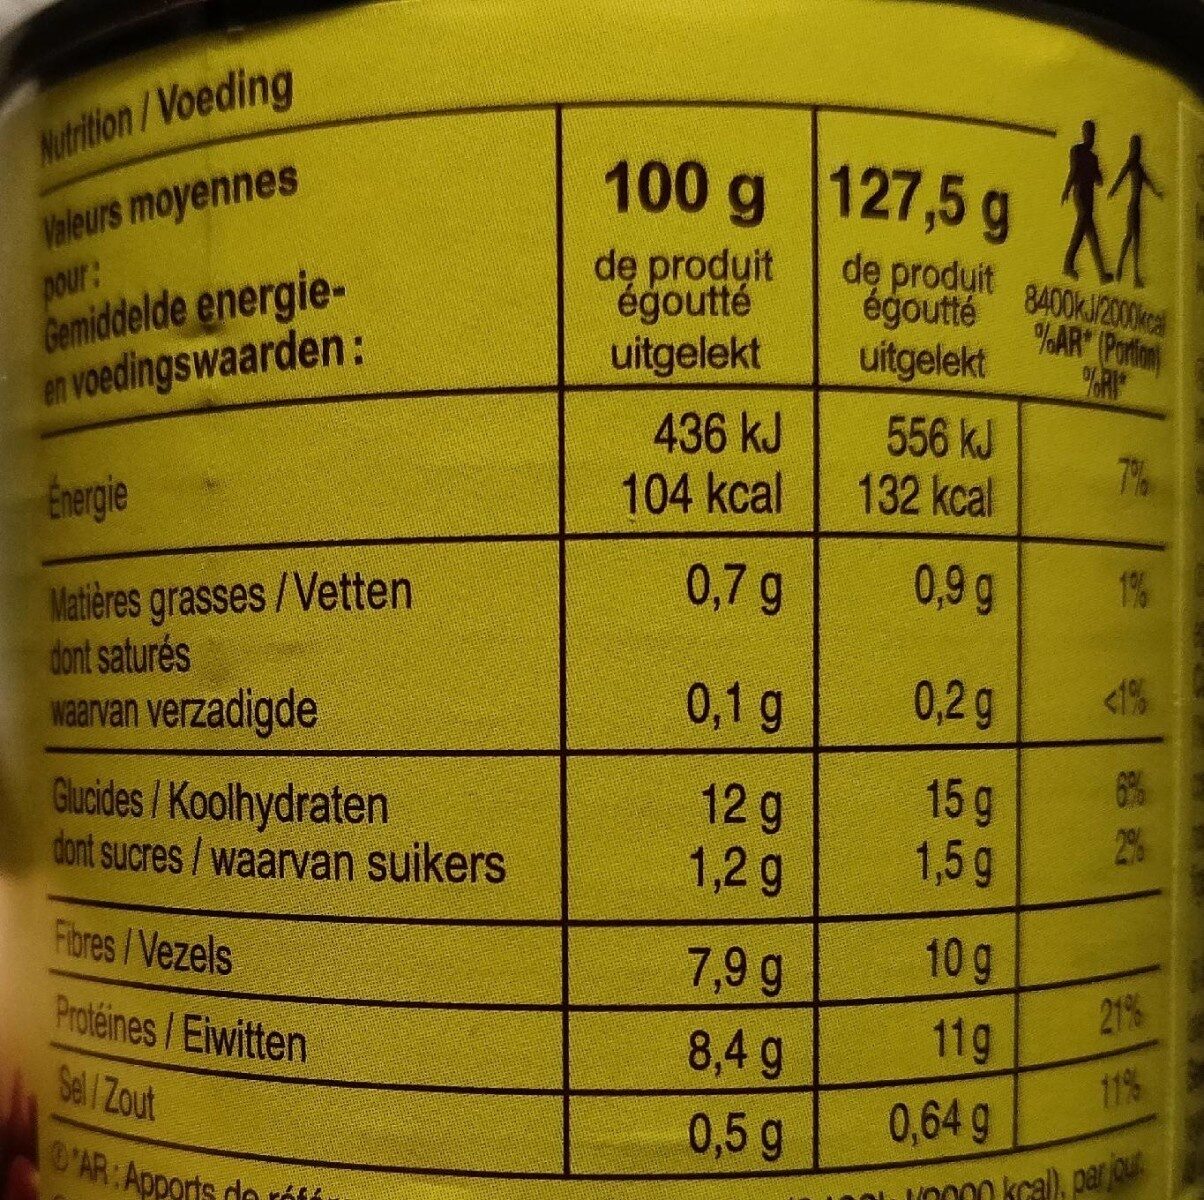 Nutrition / Voeding
Valeurs moyennes
pour :
Gemiddelde energie-
en voedingswaarden :
100 g
de produit
égoutté
uitgelekt
127,5 g
de produit
égoutté
uitgelekt
8400kJ/2000kcal
%AR* (Portion)
%RI*
Énergie
436 kJ 556 kJ
104 kcal 132 kcal 7%
Matières grasses / Vetten 0,7 g 0,9 g 1%
dont saturés
waarvan verzadigde 0,1 g 0,2 g <1%
Glucides / Koolhydraten 12 g 15 g 6%
dont sucres / waarvan suikers 1,2 g 1,5 g 2%
Fibres / Vezels 7,9 g 10 g
Protéines / Eiwitten 8,4 g 11 g 21%
Sel / Zout 0,5 g 0,64 g 11%
*AR : Apports de kcal), par jour.